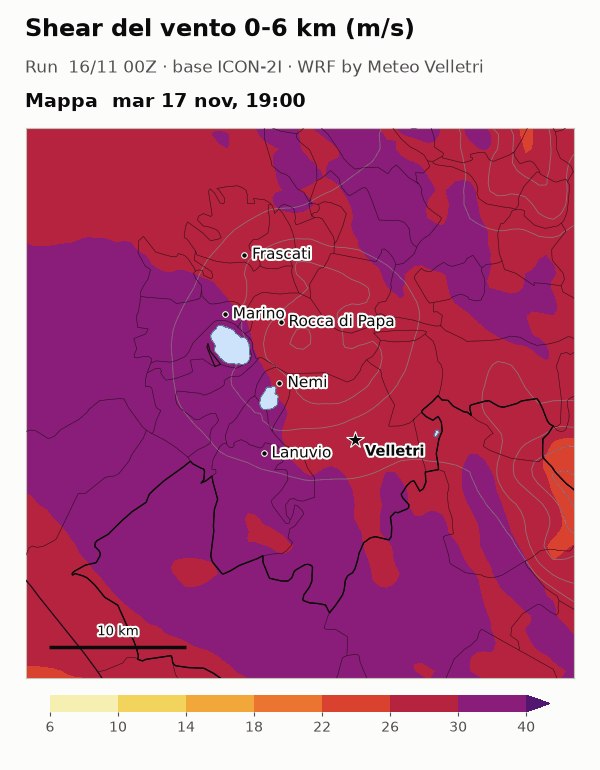 Shear del vento 0-6 km (m/s)
Run  16/11 00Z · base ICON-2I · WRF by Meteo Velletri
Mappa  mar 17 nov, 19:00
Frascati
Marino
Rocca di Papa
Nemi
Velletri
Lanuvio
10 km
6 10 14 18 22 26 30 40